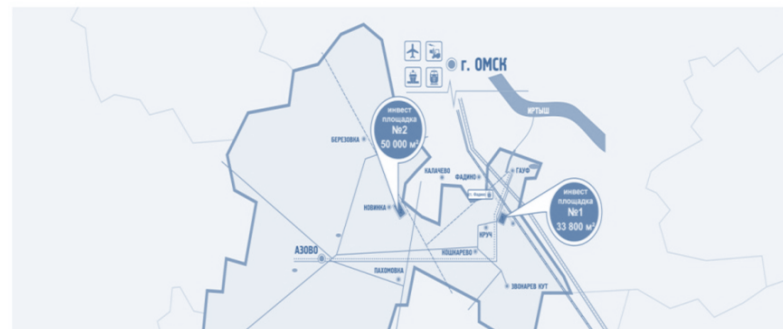 г. ОМСК
ИРТЫШ
инвест
площадка
№2
50 000 м²
БЕРЕЗОВКА
КАЛАЧЕВО
ФАДИНО
ГАУФ
инвест
площадка
№1
33 800 м²
НОВИНКА
КРУЧ
АЗОВО
КОШКАРЕВО
ПАХОМОВКА
ЗВОНАРЕВ КУТ